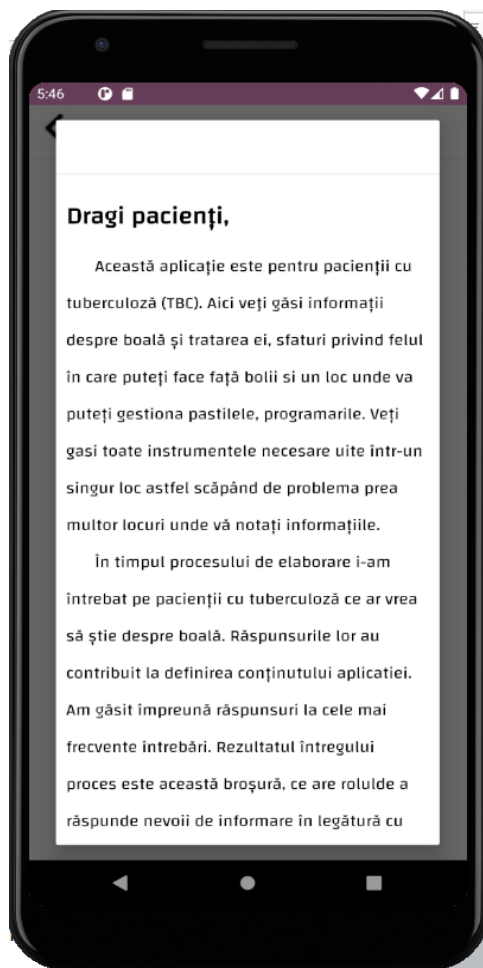 5:46
Dragi pacienți,
Această aplicație este pentru pacienții cu
tuberculoză (TBC). Aici veți găsi informații
despre boală și tratarea ei, sfaturi privind felul
în care puteți face față bolii si un loc unde va
puteți gestiona pastilele, programarile. Veți
gasi toate instrumentele necesare uite într-un
singur loc astfel scăpând de problema prea
multor locuri unde vă notați informațiile.
În timpul procesului de elaborare i-am
întrebat pe pacienții cu tuberculoză ce ar vrea
să știe despre boală. Răspunsurile lor au
contribuit la definirea conținutului aplicatiei.
Am găsit împreună răspunsuri la cele mai
frecvente întrebări. Rezultatul întregului
proces este această broșură, ce are rolulde a
răspunde nevoii de informare în legătură cu